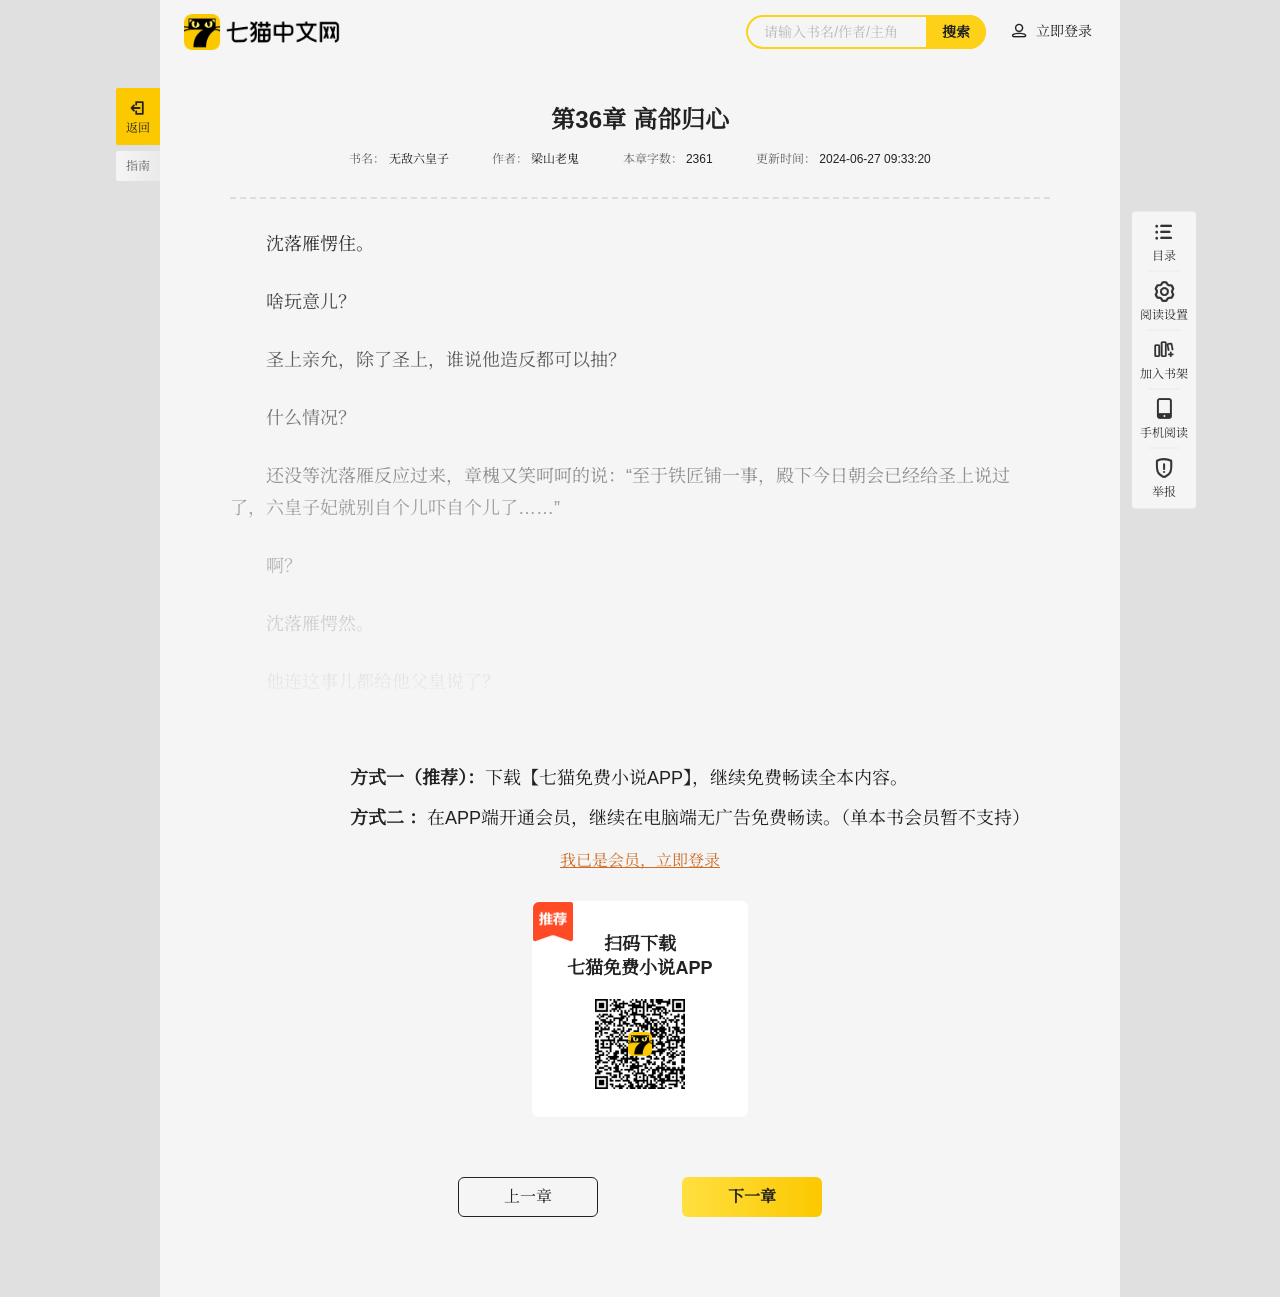 七猫中文网
请输入书名/作者/主角
搜索
立即登录
返回
指南
第36章 高郃归心
书名： 无敌六皇子 作者： 梁山老鬼 本章字数： 2361 更新时间： 2024-06-27 09:33:20
沈落雁愣住。
啥玩意儿？
圣上亲允，除了圣上，谁说他造反都可以抽？
什么情况？
还没等沈落雁反应过来，章槐又笑呵呵的说：“至于铁匠铺一事，殿下今日朝会已经给圣上说过
了，六皇子妃就别自个儿吓自个儿了……”
啊？
沈落雁愕然。
他连这事儿都给他父皇说了？
目录
阅读设置
加入书架
手机阅读
举报
方式一（推荐）：下载【七猫免费小说APP】，继续免费畅读全本内容。
方式二 ：在APP端开通会员，继续在电脑端无广告免费畅读。（单本书会员暂不支持）
我已是会员，立即登录
推荐
扫码下载
七猫免费小说APP
上一章
下一章